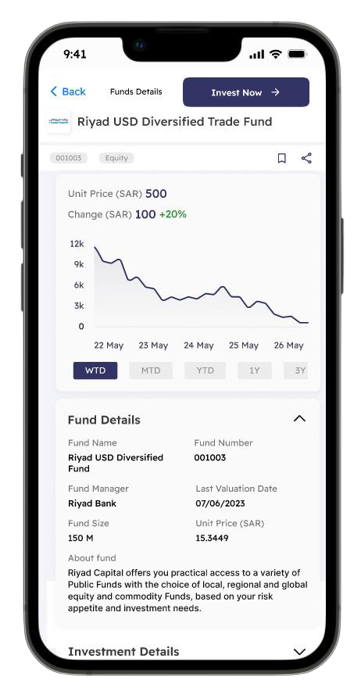 9:41
Back
Funds Details
Invest Now
Riyad USD Diversified Trade Fund
001003
Equity
Unit Price (SAR) 500
Change (SAR) 100 +20%
12k
9k
6k
3k
0
22 May 23 May 24 May 25 May 26 May
WTD MTD YTD 1Y 3Y
Fund Details
Fund Name Fund Number
Riyad USD Diversified 001003
Fund
Fund Manager Last Valuation Date
Riyad Bank 07/06/2023
Fund Size Unit Price (SAR)
150 M 15.3449
About fund
Riyad Capital offers you practical access to a variety of
Public Funds with the choice of local, regional and global
equity and commodity Funds, based on your risk
appetite and investment needs.
Investment Details